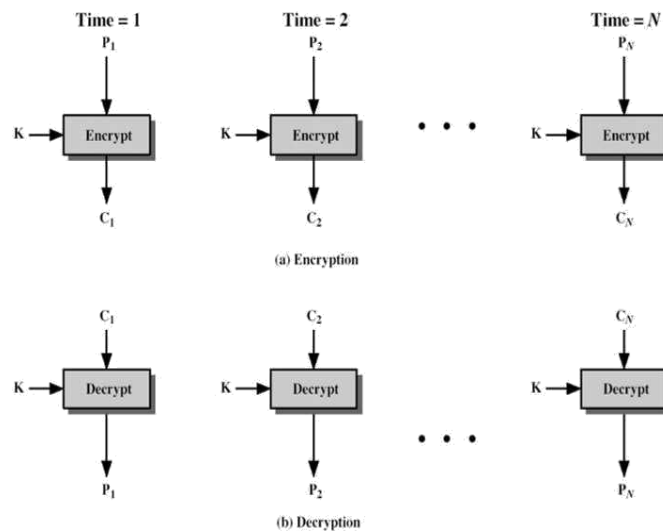 Time = 1 Time = 2 Time = N
P1 P2 PN
K Encrypt K Encrypt K Encrypt
C1 C2 CN
(a) Encryption
C1 C2 CN
K Decrypt K Decrypt K Decrypt
P1 P2 PN
(b) Decryption